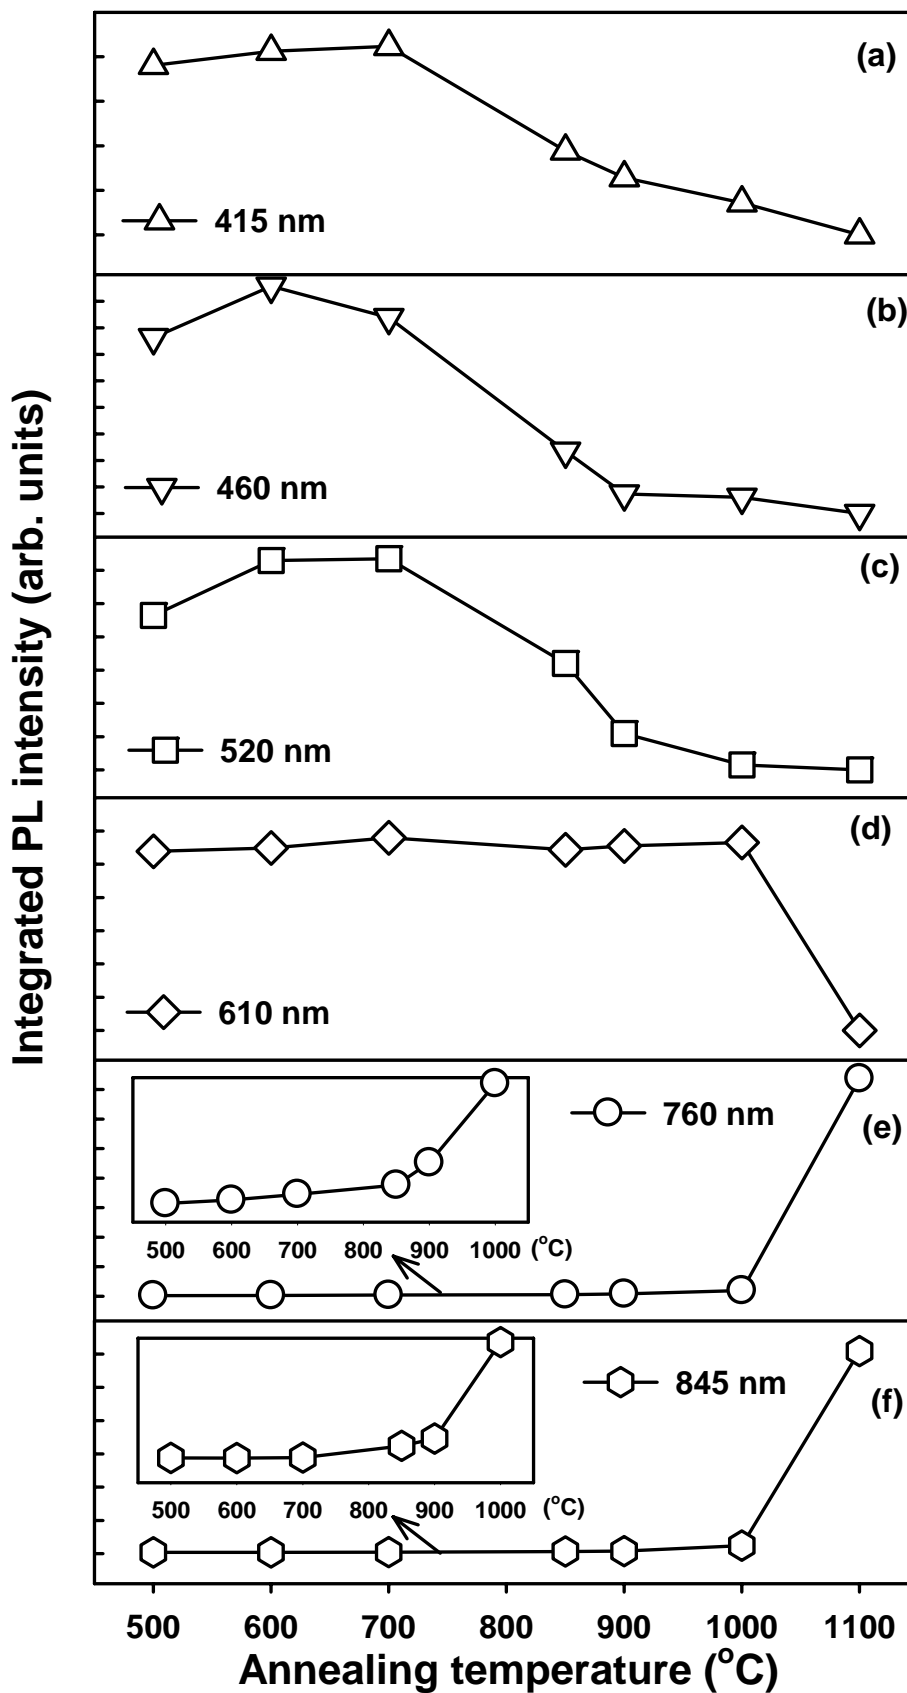 (a)
415 nm
(b)
460 nm
(c)
520 nm
(d)
610 nm
760 nm
(e)
500 600 700 800 900 1000 (°C)
845 nm
(f)
500 600 700 800 900 1000 (°C)
500 600 700 800 900 1000 1100
Annealing temperature (°C)
Integrated PL intensity (arb. units)